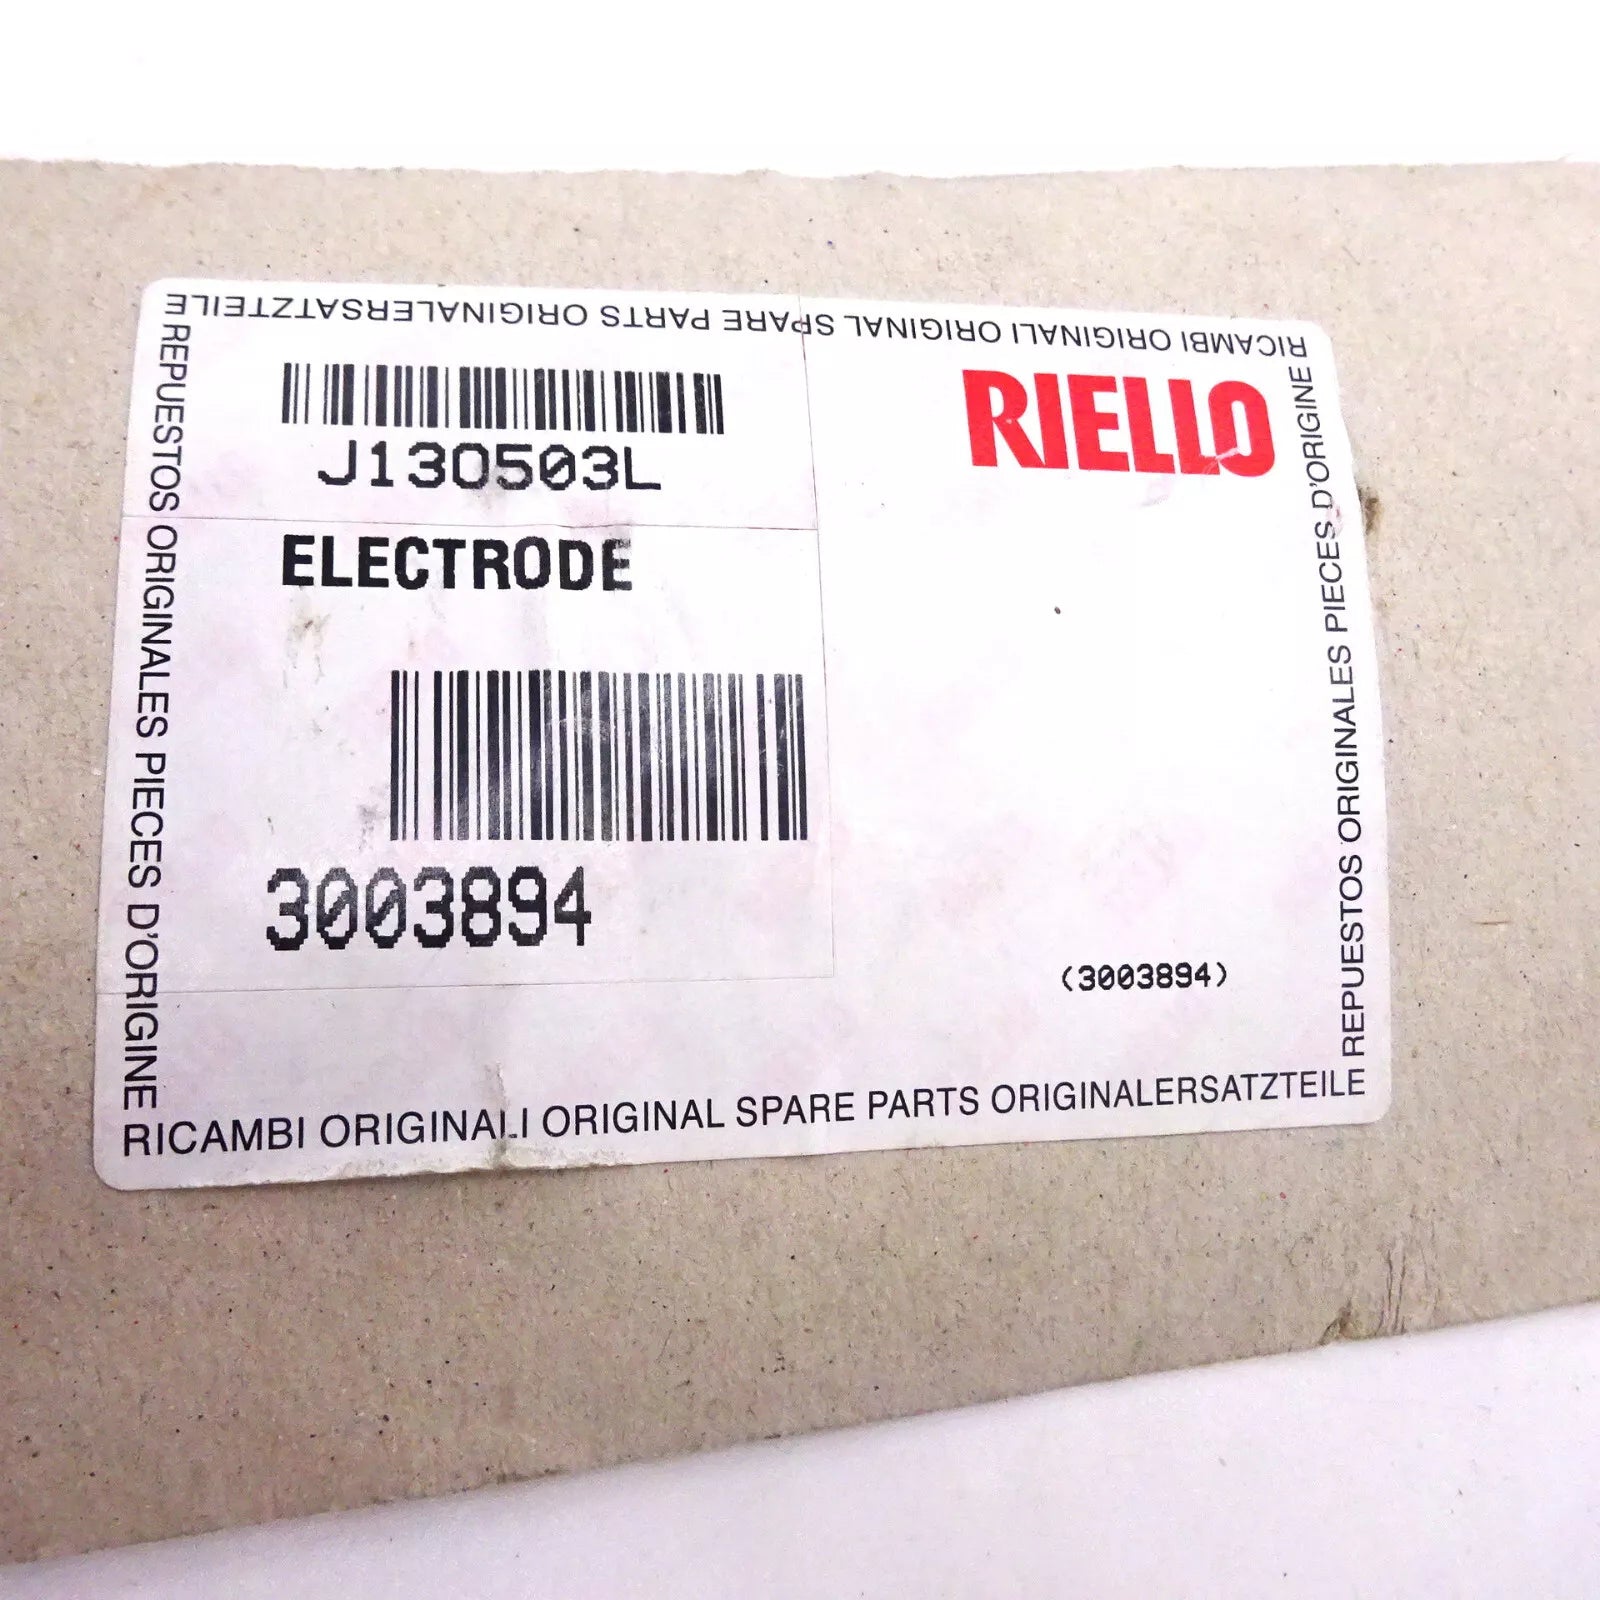 RICAMBI ORIGINALI ORIGINAL SPARE PARTS ORIGINALERSATZTEILE
REPUESTOS ORIGINALES PIECES D'ORIGINE
J130503L
RIELLO
ELECTRODE
3003894
(3003894)
REPUESTOS ORIGINALES PIECES D'ORIGINE
RICAMBI ORIGINALI ORIGINAL SPARE PARTS ORIGINALERSATZTEILE